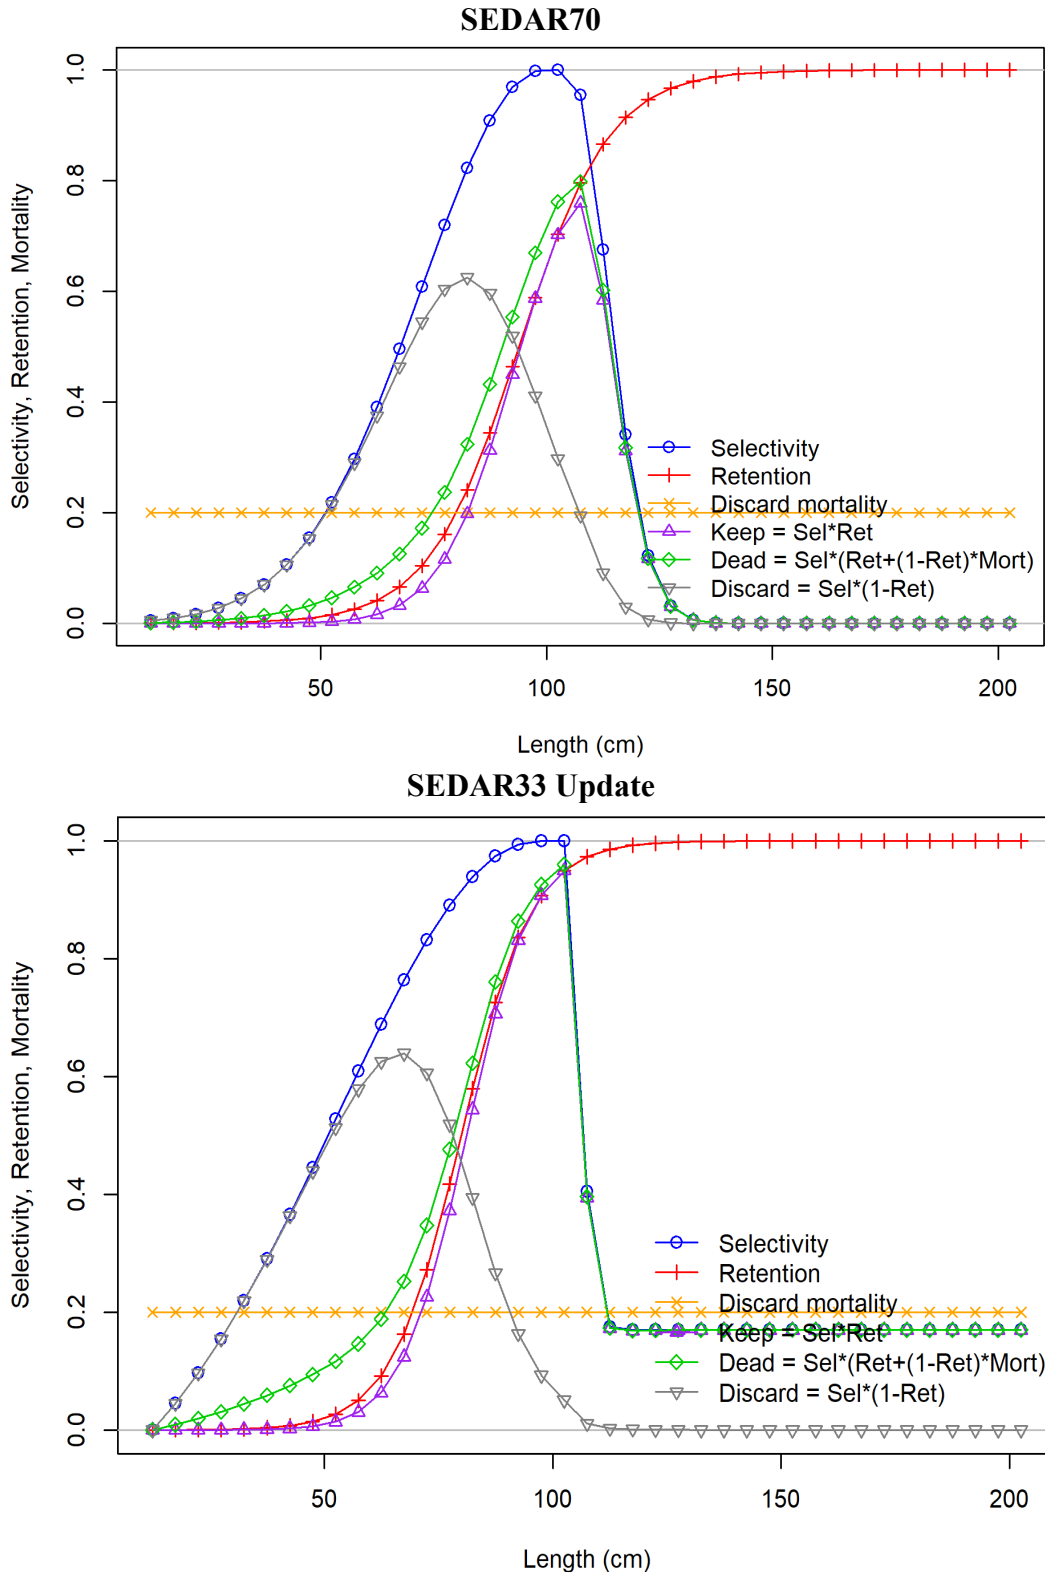 SEDAR70
Selectivity, Retention, Mortality
1.0
0.8
0.6
0.4
0.2
0.0
Selectivity
Retention
Discard mortality
Keep = Sel*Ret
Dead = Sel*(Ret+(1-Ret)*Mort)
Discard = Sel*(1-Ret)
50 100 150 200
Length (cm)
SEDAR33 Update
Selectivity, Retention, Mortality
1.0
0.8
0.6
0.4
0.2
0.0
Selectivity
Retention
Discard mortality
Keep = Sel*Ret
Dead = Sel*(Ret+(1-Ret)*Mort)
Discard = Sel*(1-Ret)
50 100 150 200
Length (cm)